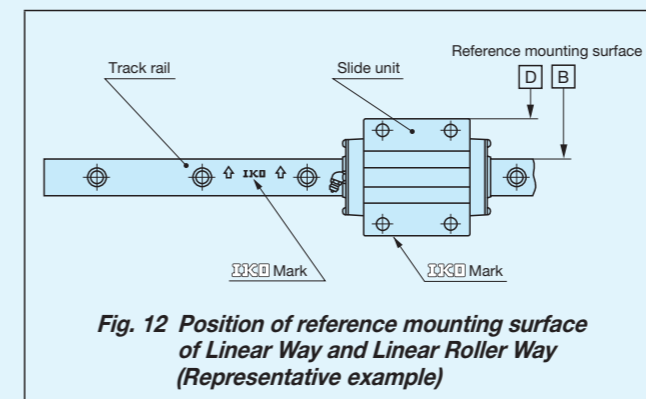 Reference mounting surface
Track rail
Slide unit
D
B
IKO
IKO Mark
IKO Mark
Fig. 12 Position of reference mounting surface
of Linear Way and Linear Roller Way
(Representative example)